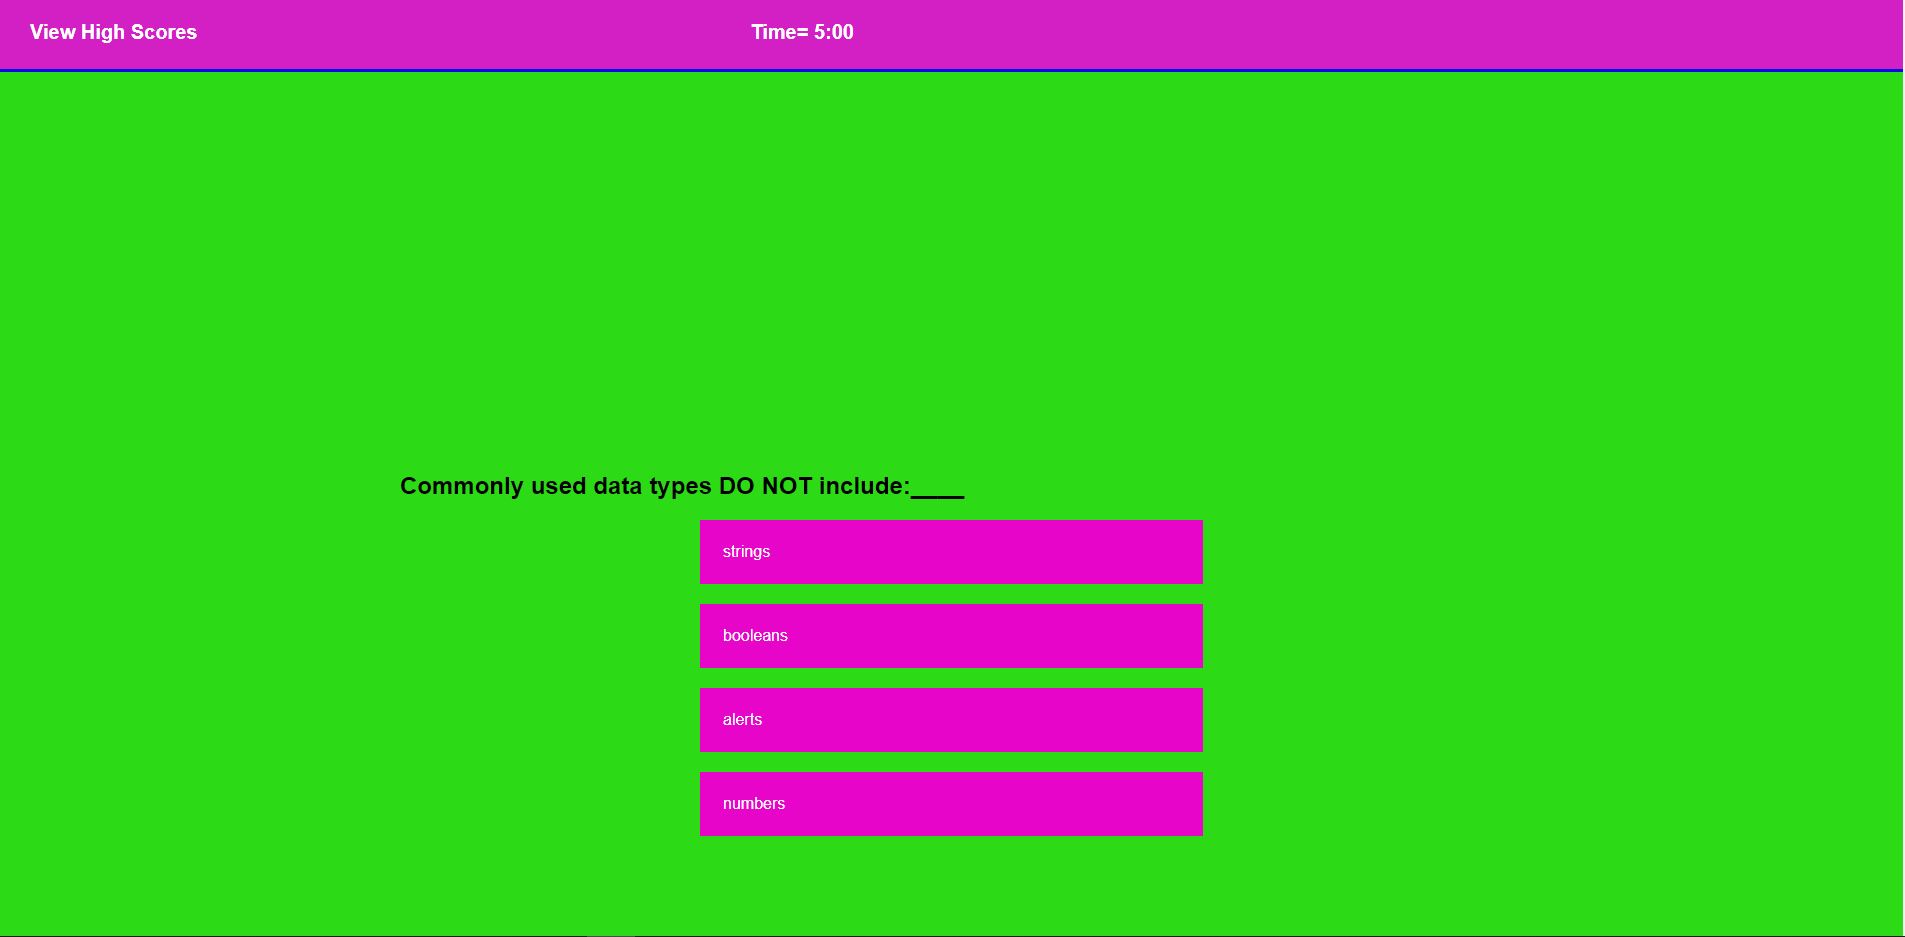 View High Scores
Time= 5:00
Commonly used data types DO NOT include:____
strings
booleans
alerts
numbers